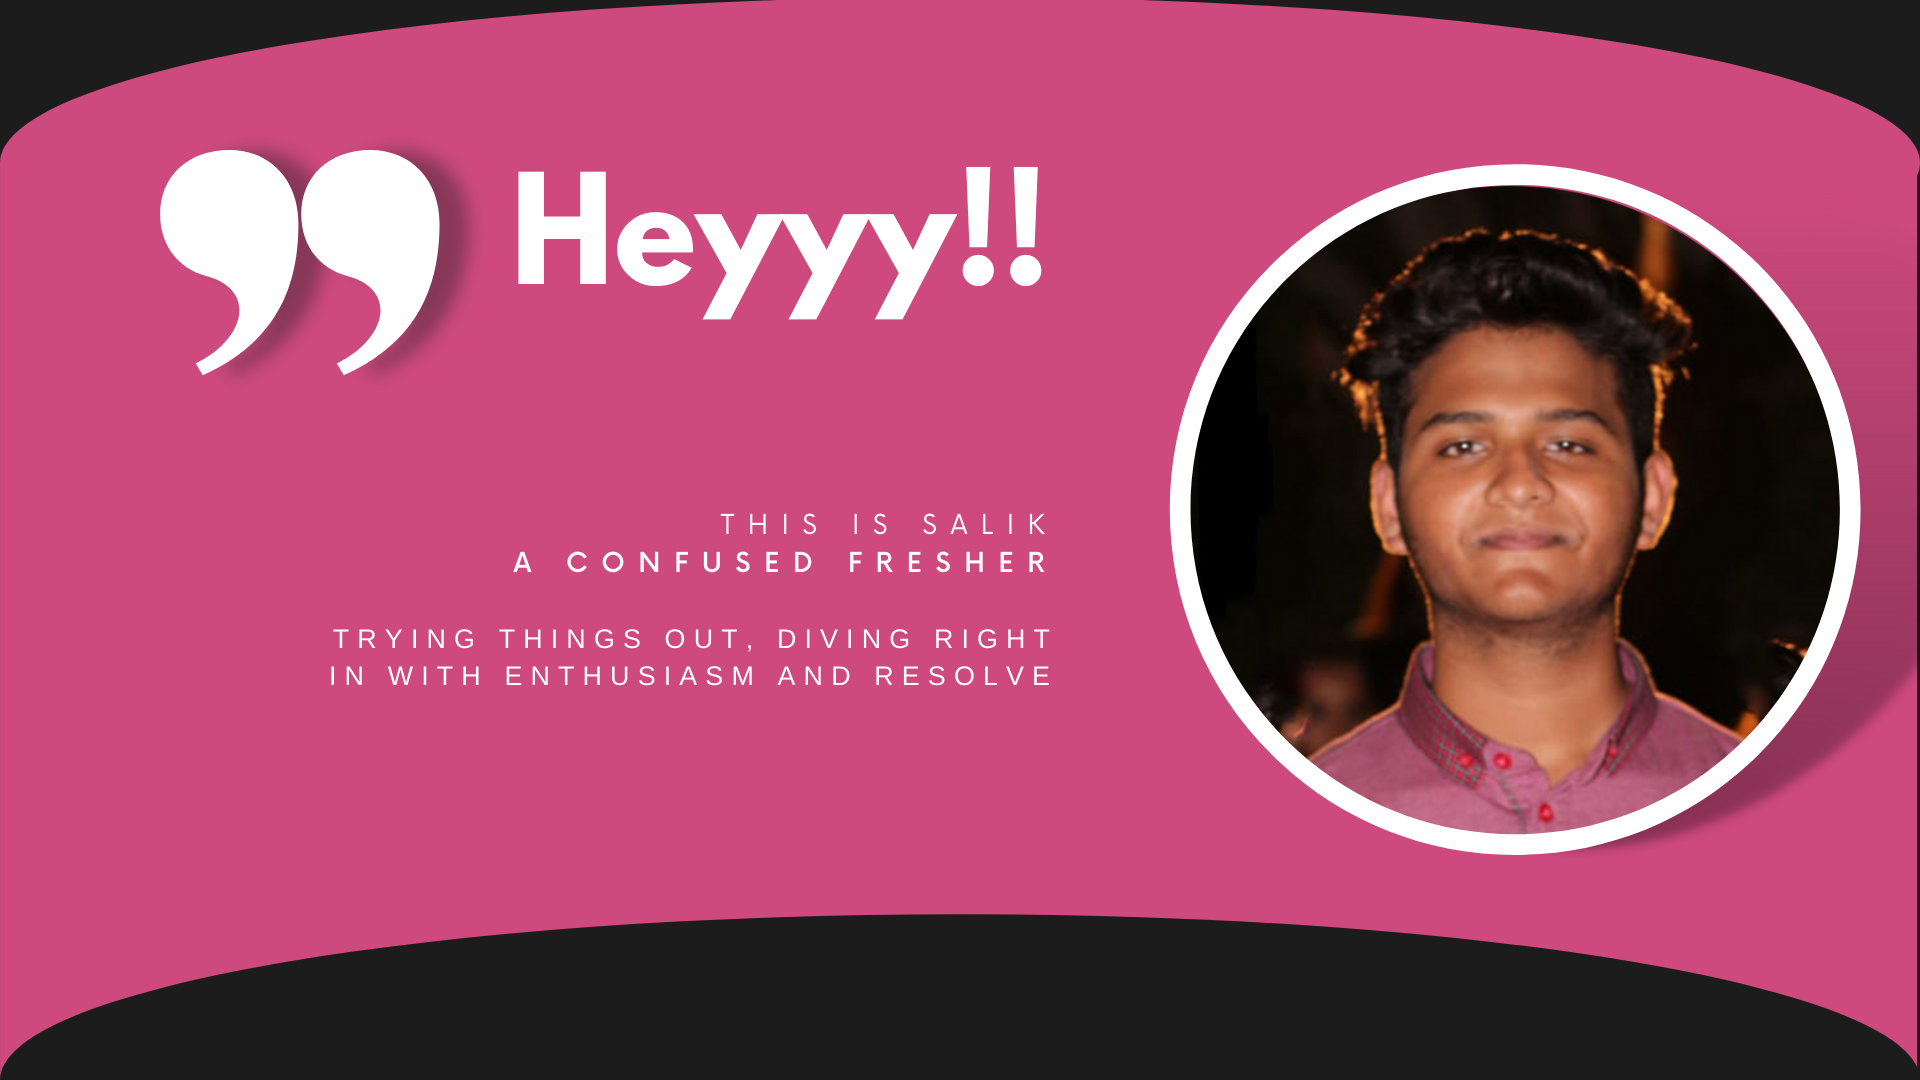 Heyyy!!
THIS IS SALIK
A CONFUSED FRESHER
TRYING THINGS OUT, DIVING RIGHT
IN WITH ENTHUSIASM AND RESOLVE